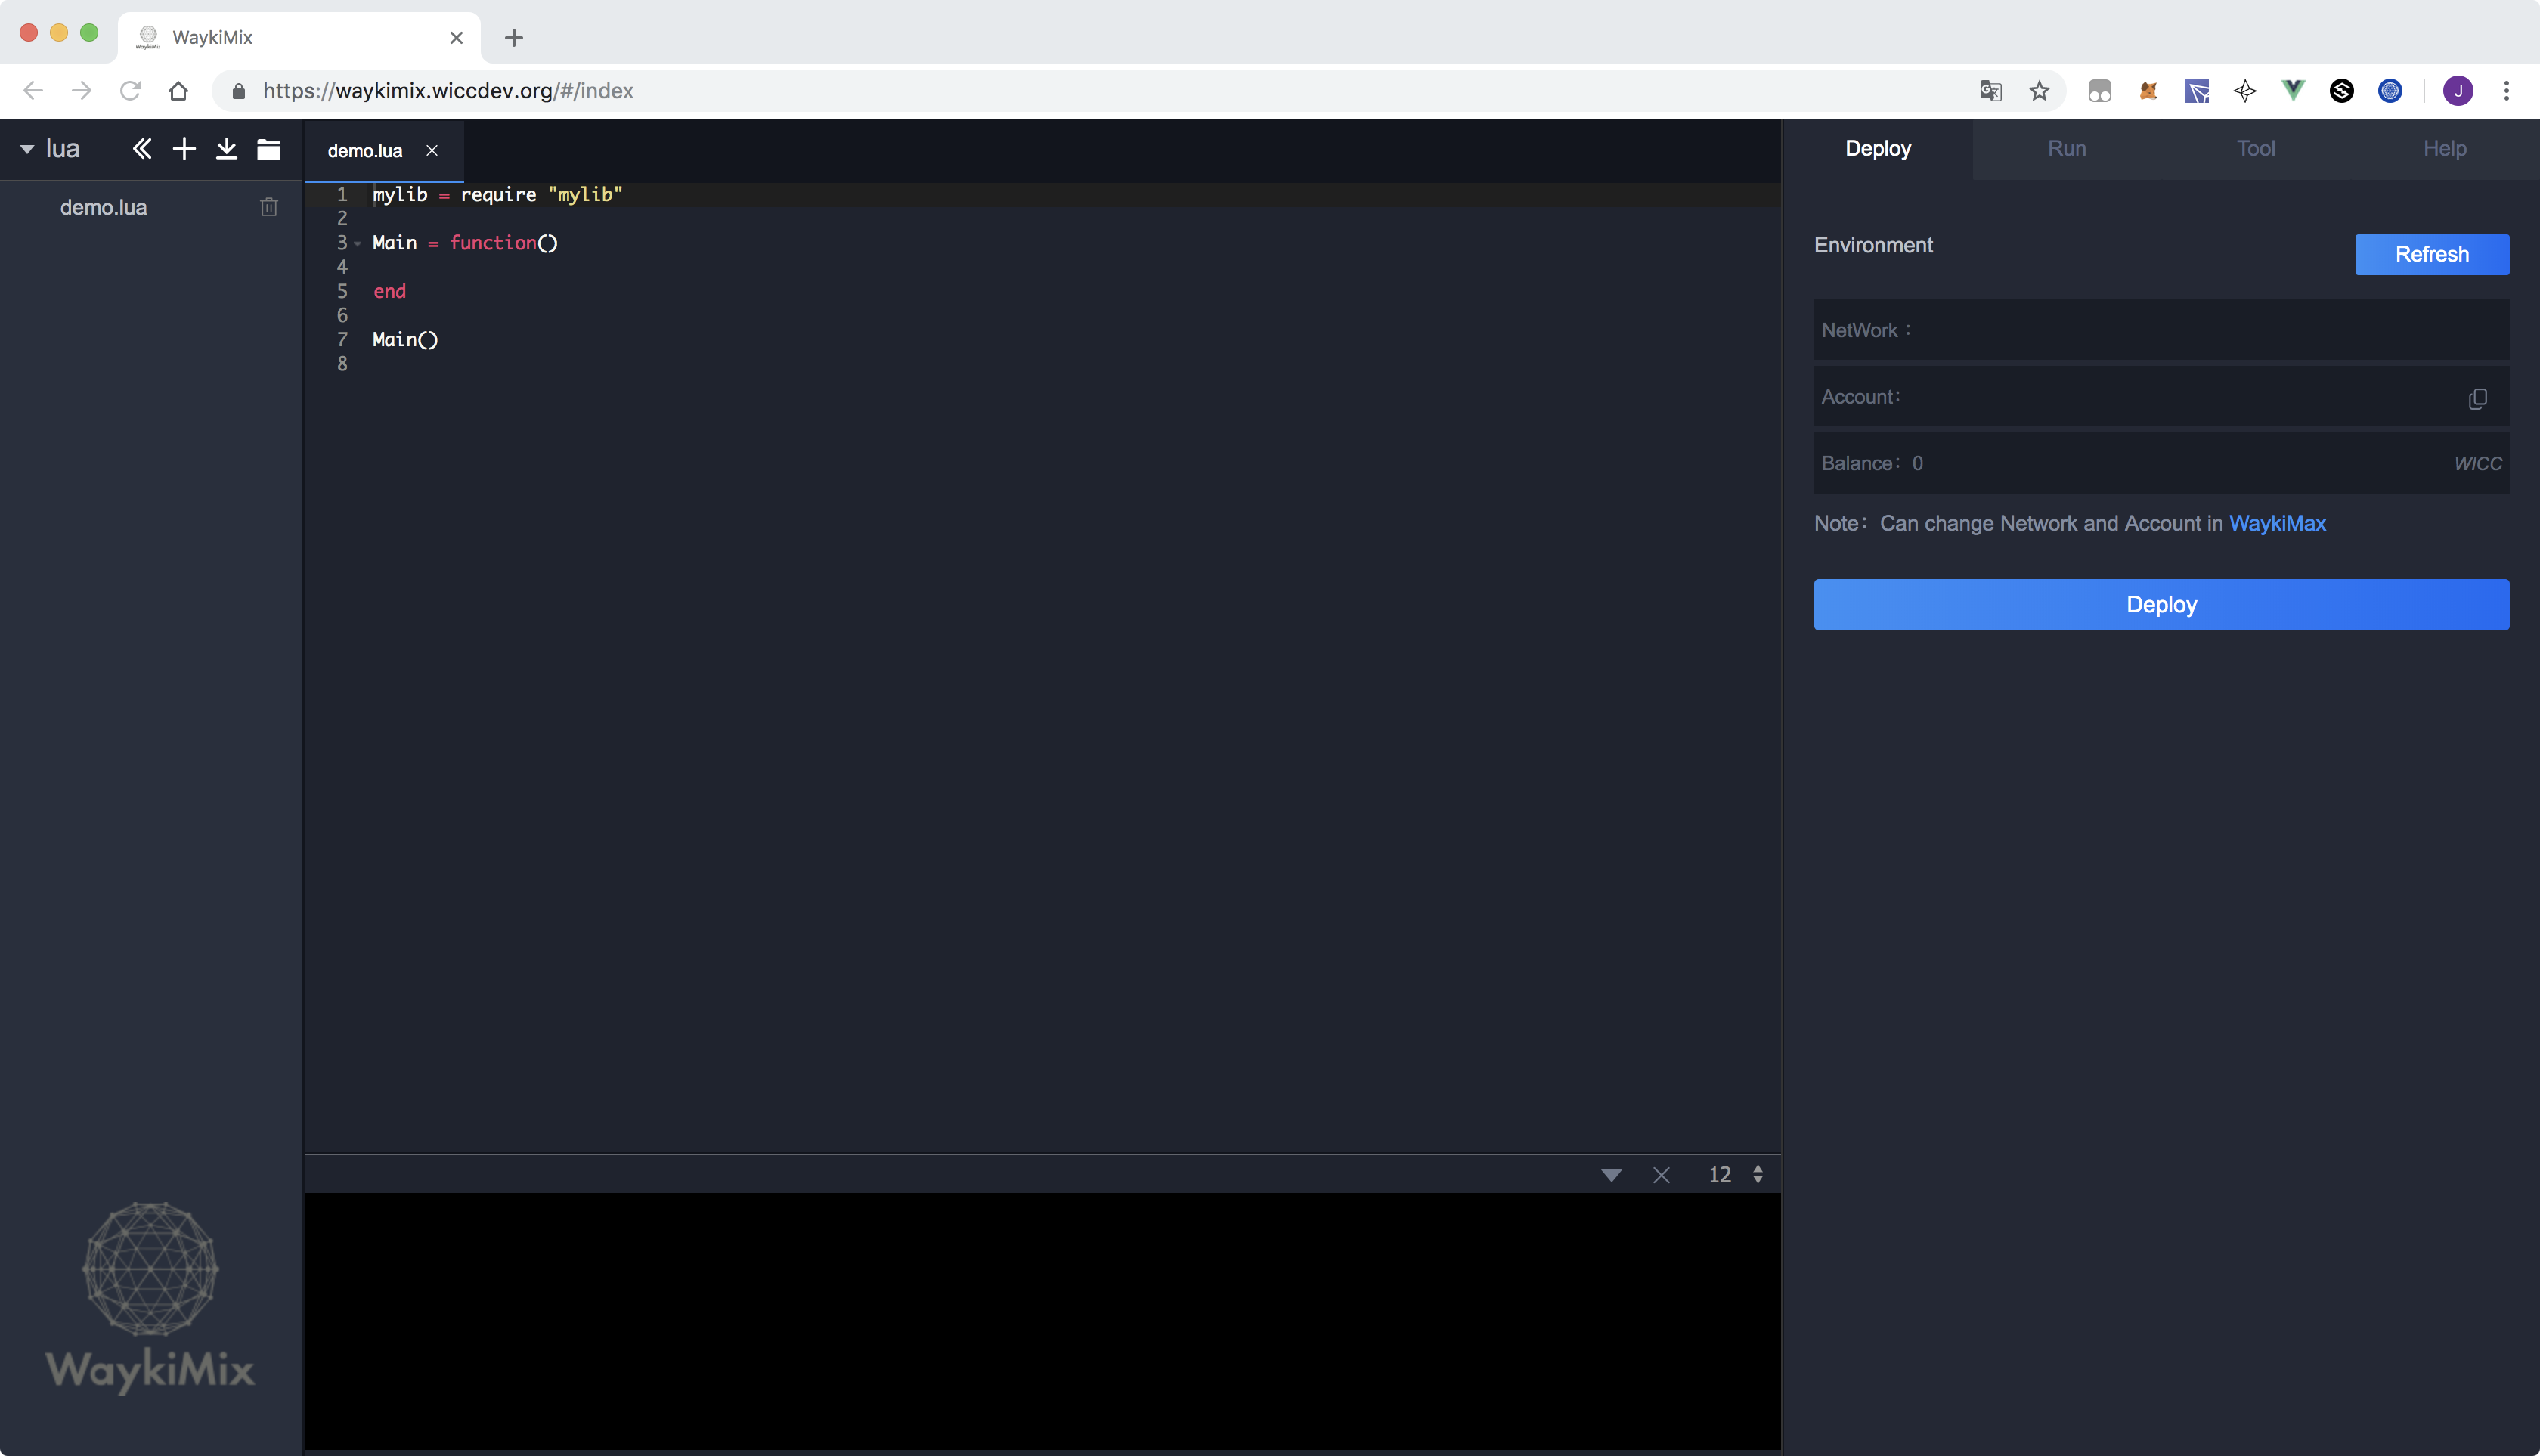 WaykiMix
https://waykimix.wiccdev.org/#/index
J
lua
demo.lua
WaykiMix
demo.lua
1 mylib = require "mylib"
2
3 Main = function()
4
5 end
6
7 Main()
8
12
Deploy Run Tool Help
Environment
Refresh
NetWork：
Account：
Balance：0 WICC
Note： Can change Network and Account in WaykiMax
Deploy